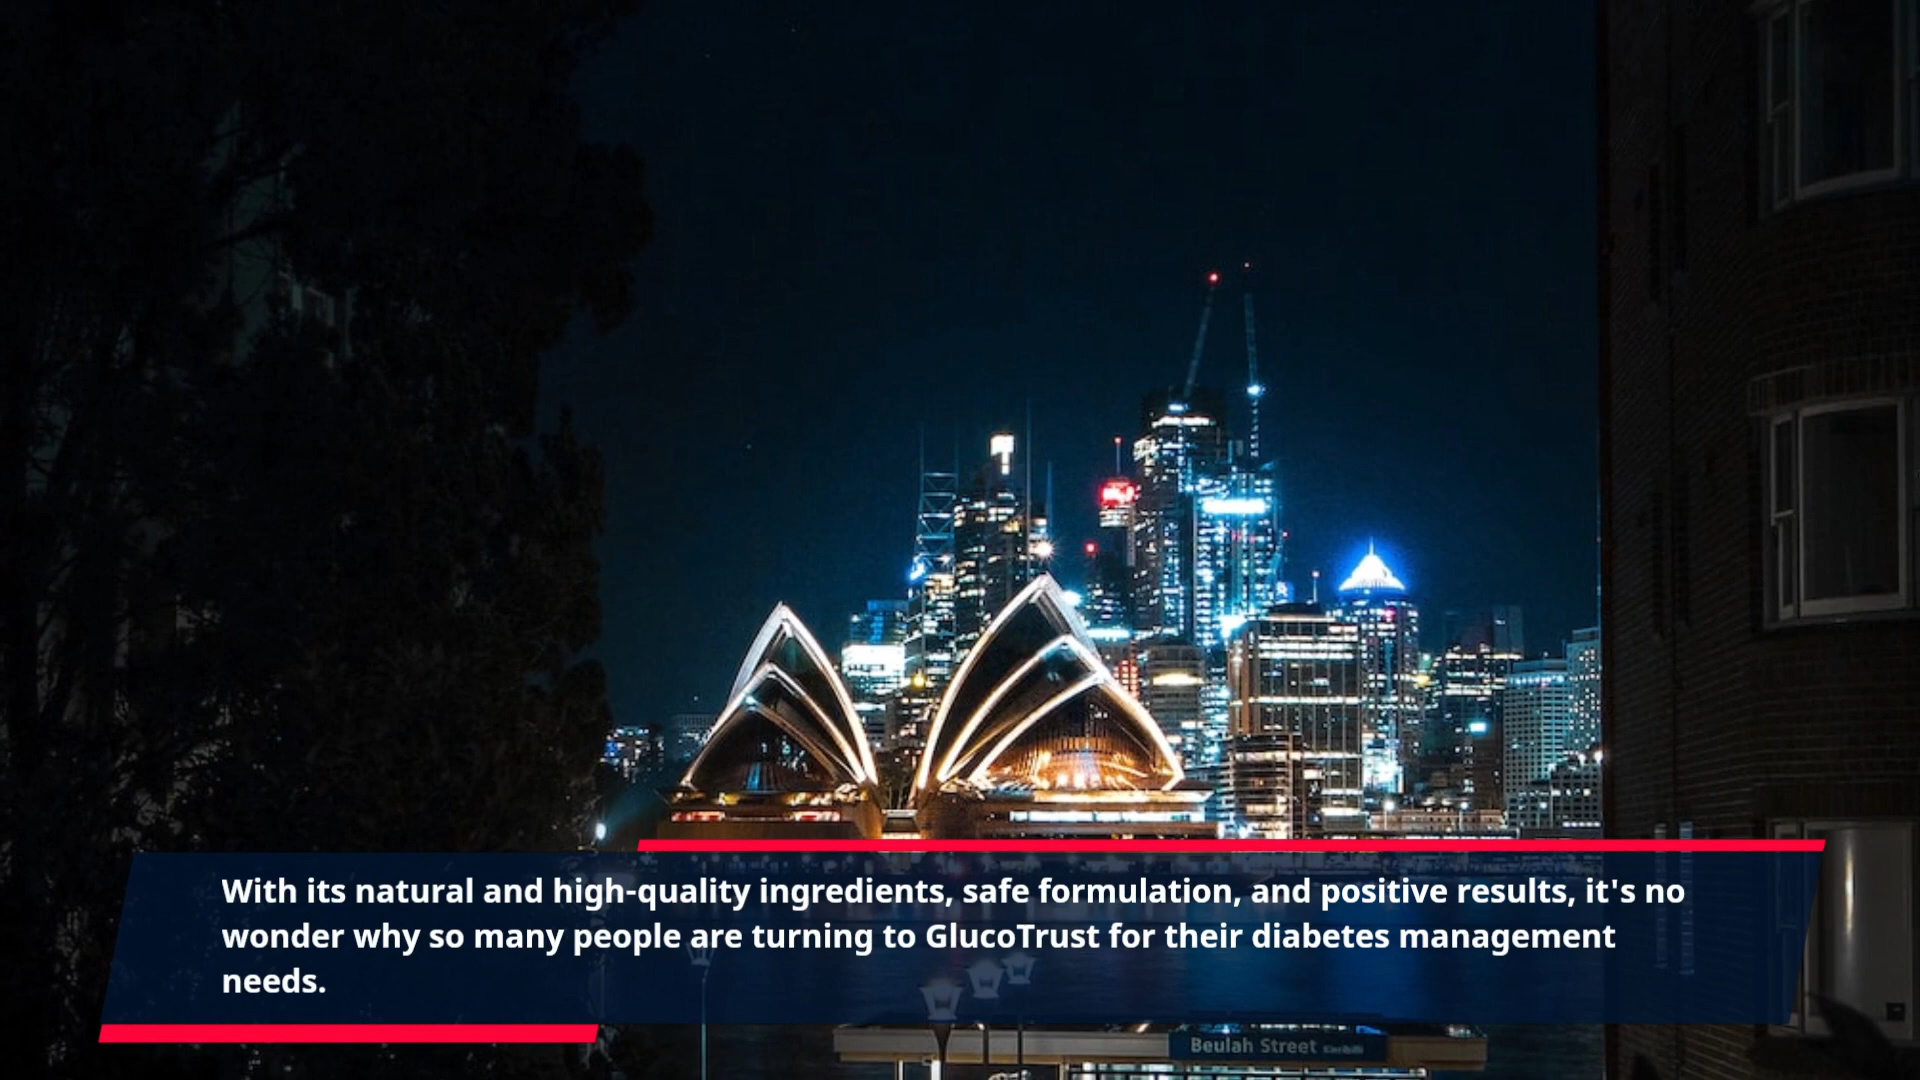 With its natural and high-quality ingredients, safe formulation, and positive results, it's no
wonder why so many people are turning to GlucoTrust for their diabetes management
needs.
Beulah Street Kirribilli